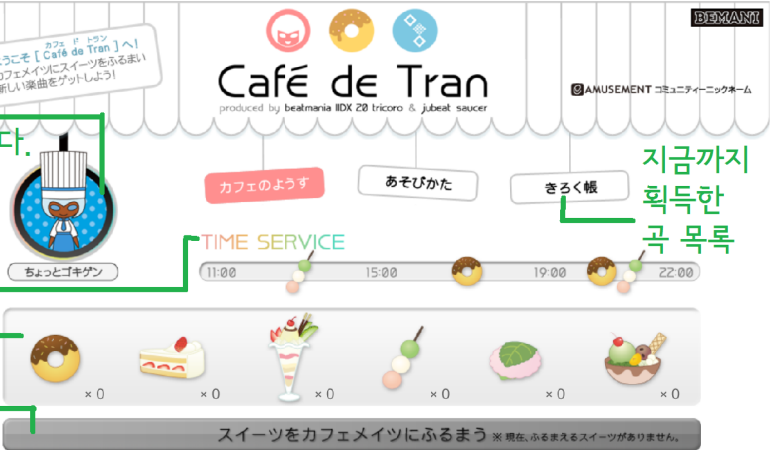 BEMANI
カフェ ド トラン
ようこそ [ Café de Tran ] へ!
カフェメイツにスイーツをふるまい
新しい楽曲をゲットしよう!
Café de Tran
produced by beatmania IIDX 20 tricoro & jubeat saucer
AMUSEMENT コミュニティーニックネーム
다.
カフェのようす
あそびかた
きろく帳
지금까지
획득한
곡 목록
ちょっとゴキゲン
TIME SERVICE
11:00 15:00 19:00 22:00
×0 ×0 ×0 ×0 ×0 ×0
スイーツをカフェメイツにふるまう ※ 現在、ふるまえるスイーツがありません。